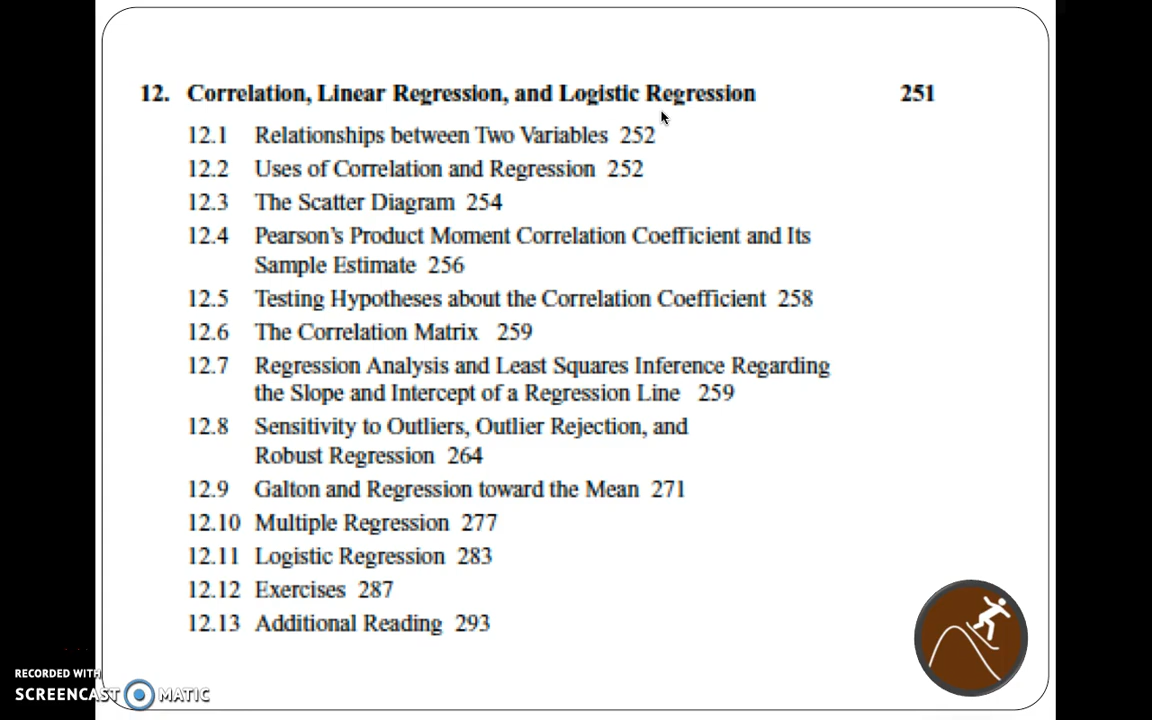 12. Correlation, Linear Regression, and Logistic Regression 251
12.1 Relationships between Two Variables 252
12.2 Uses of Correlation and Regression 252
12.3 The Scatter Diagram 254
12.4 Pearson's Product Moment Correlation Coefficient and Its
Sample Estimate 256
12.5 Testing Hypotheses about the Correlation Coefficient 258
12.6 The Correlation Matrix 259
12.7 Regression Analysis and Least Squares Inference Regarding
the Slope and Intercept of a Regression Line 259
12.8 Sensitivity to Outliers, Outlier Rejection, and
Robust Regression 264
12.9 Galton and Regression toward the Mean 271
12.10 Multiple Regression 277
12.11 Logistic Regression 283
12.12 Exercises 287
12.13 Additional Reading 293
RECORDED WITH
SCREENCAST MATIC